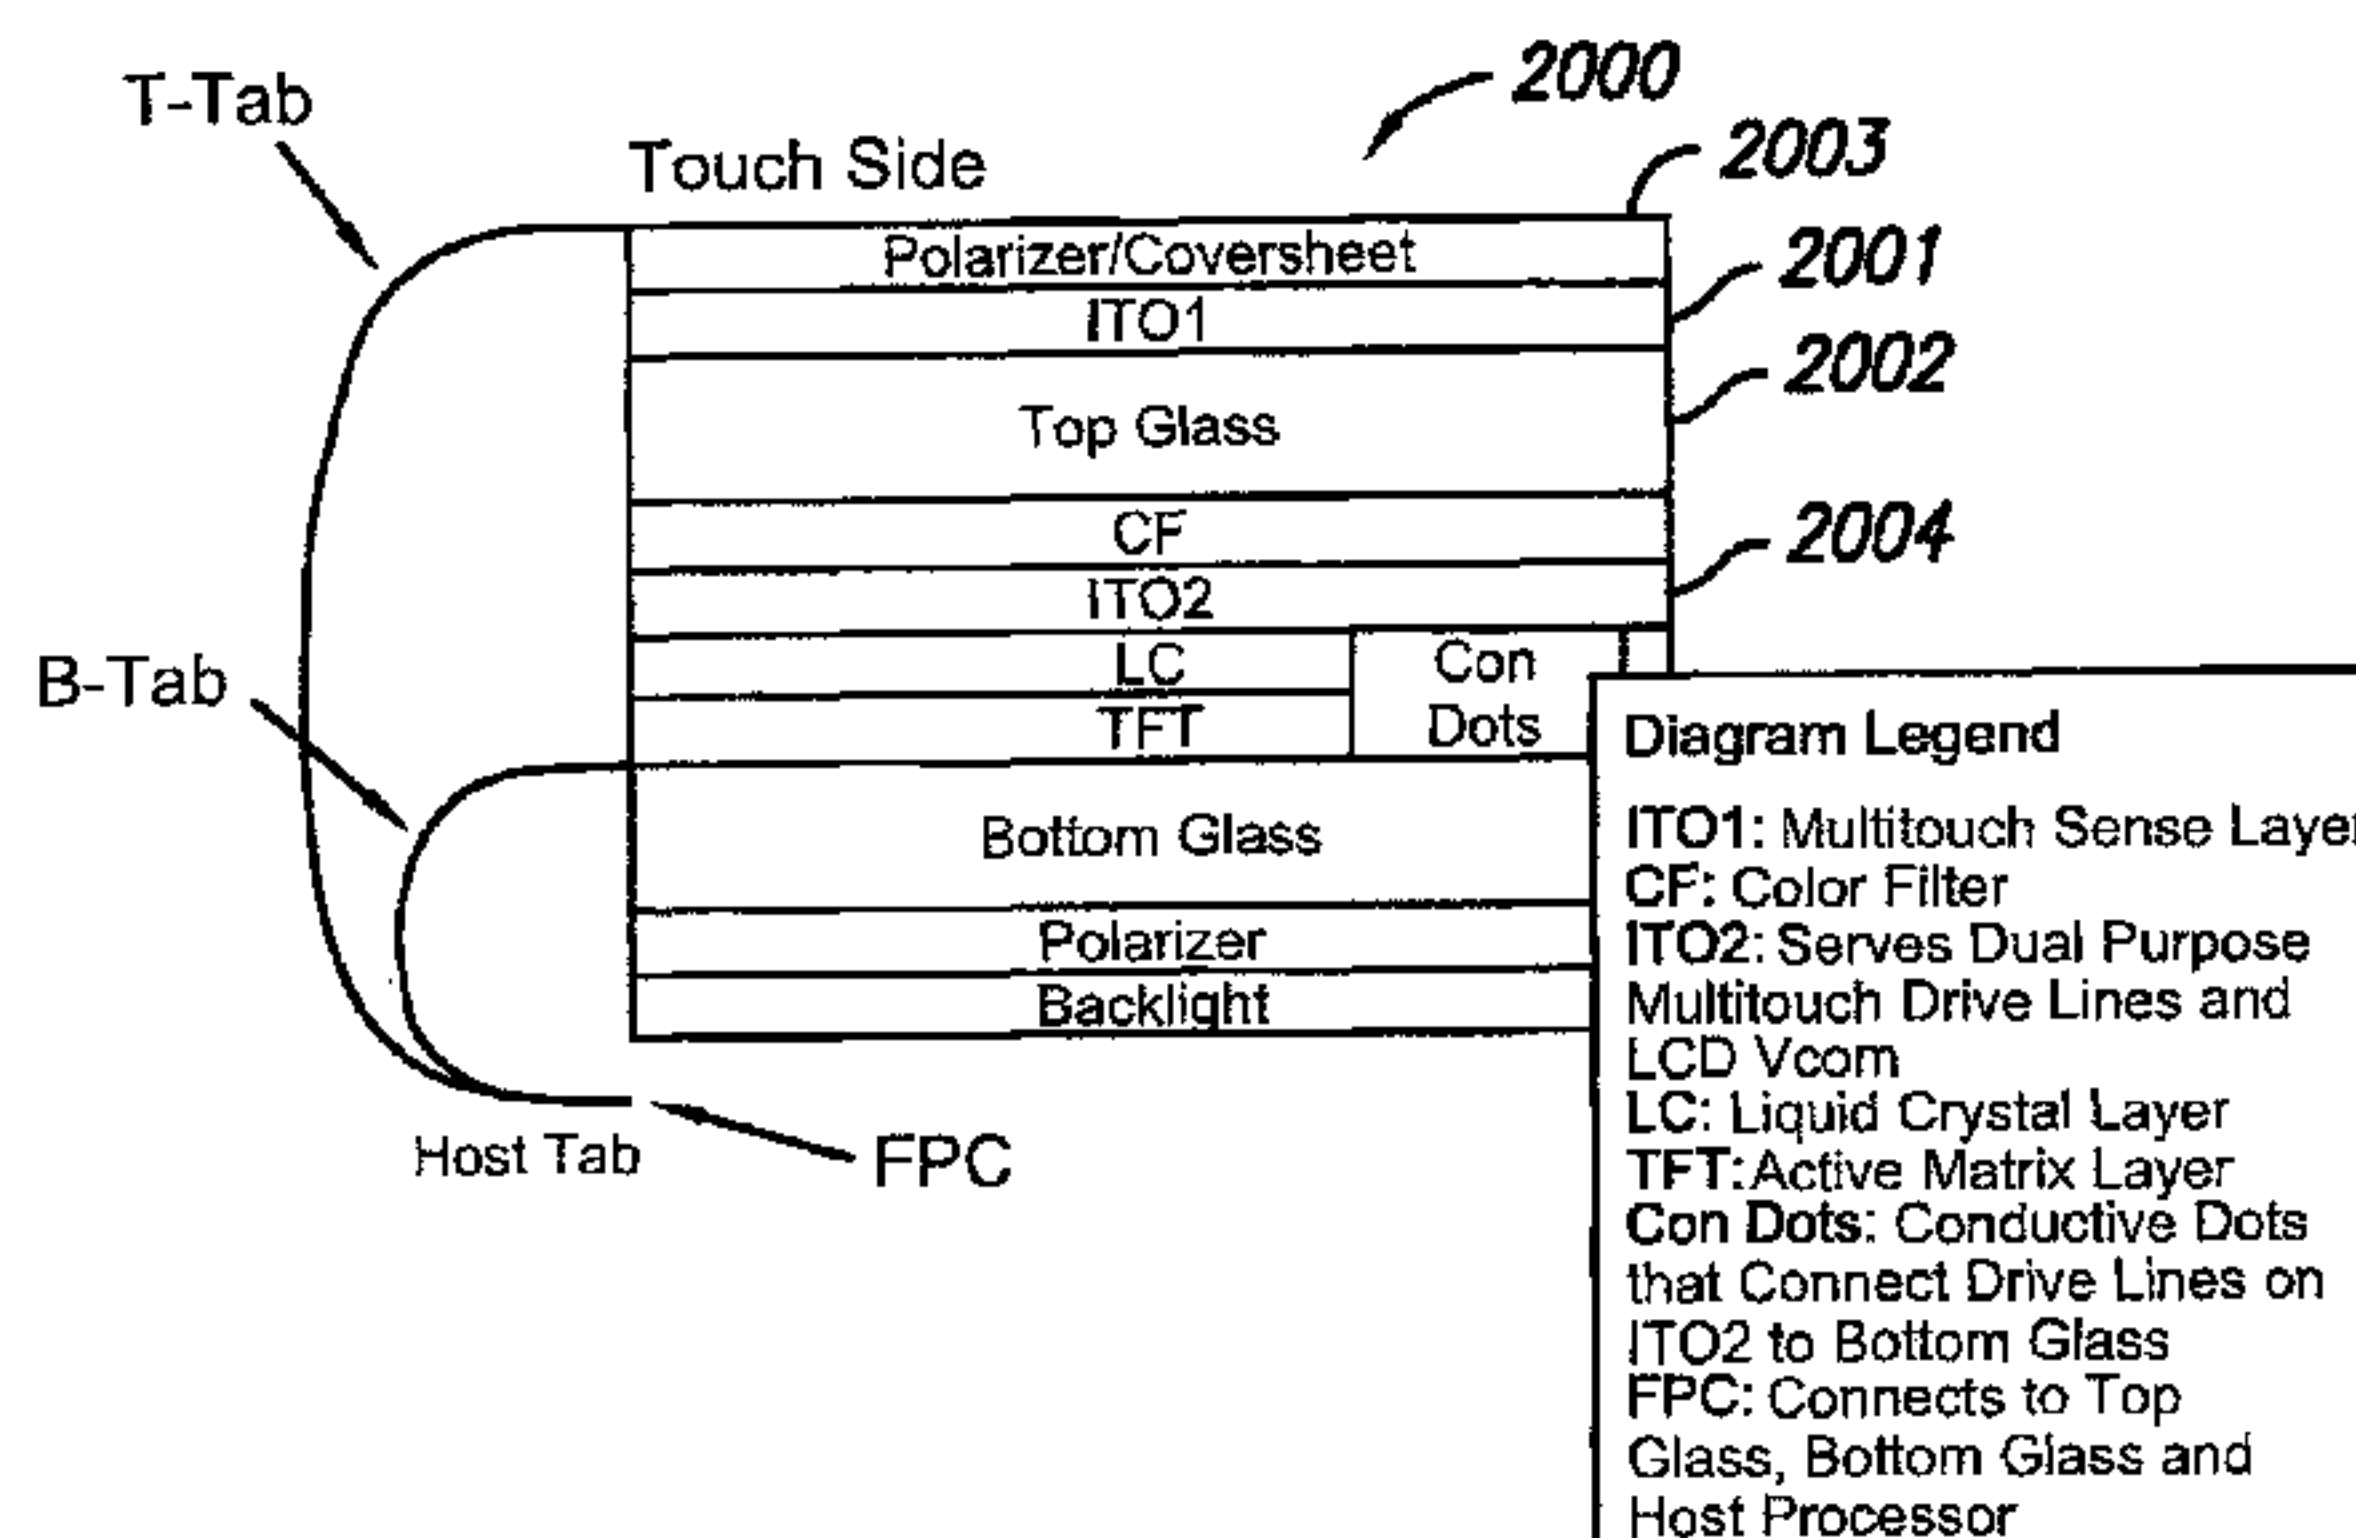 2000
T-Tab
2003
Touch Side
2001
Polarizer/Coversheet
ITO1
2002
Top Glass
2004
CF
ITO2
B-Tab
LC
Con
Dots
TFT
Bottom Glass
Polarizer
Backlight
Host Tab
FPC
Diagram Legend
ITO1: Multitouch Sense Layer
CF: Color Filter
ITO2: Serves Dual Purpose
Multitouch Drive Lines and
LCD Vcom
LC: Liquid Crystal Layer
TFT: Active Matrix Layer
Con Dots: Conductive Dots
that Connect Drive Lines on
ITO2 to Bottom Glass
FPC: Connects to Top
Glass, Bottom Glass and
Host Processor